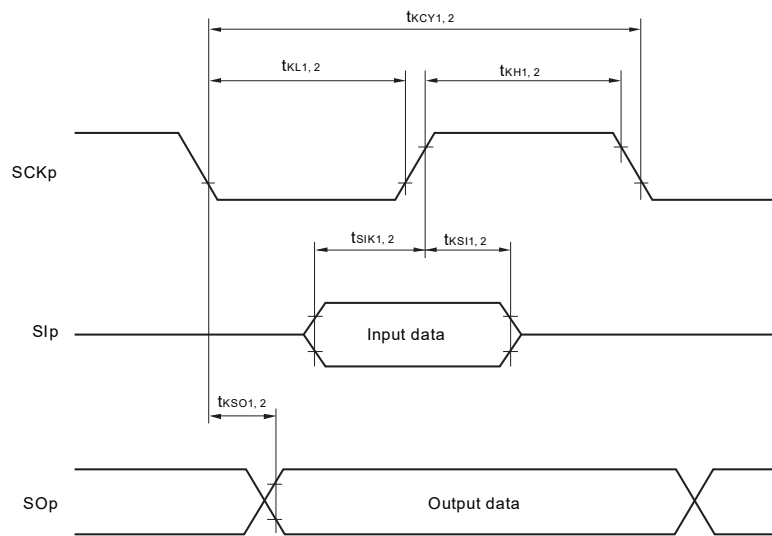 tKCY1, 2
tKL1, 2
tKH1, 2
SCKp
tSIK1, 2
tKSI1, 2
SIp
Input data
tKSO1, 2
SOp
Output data